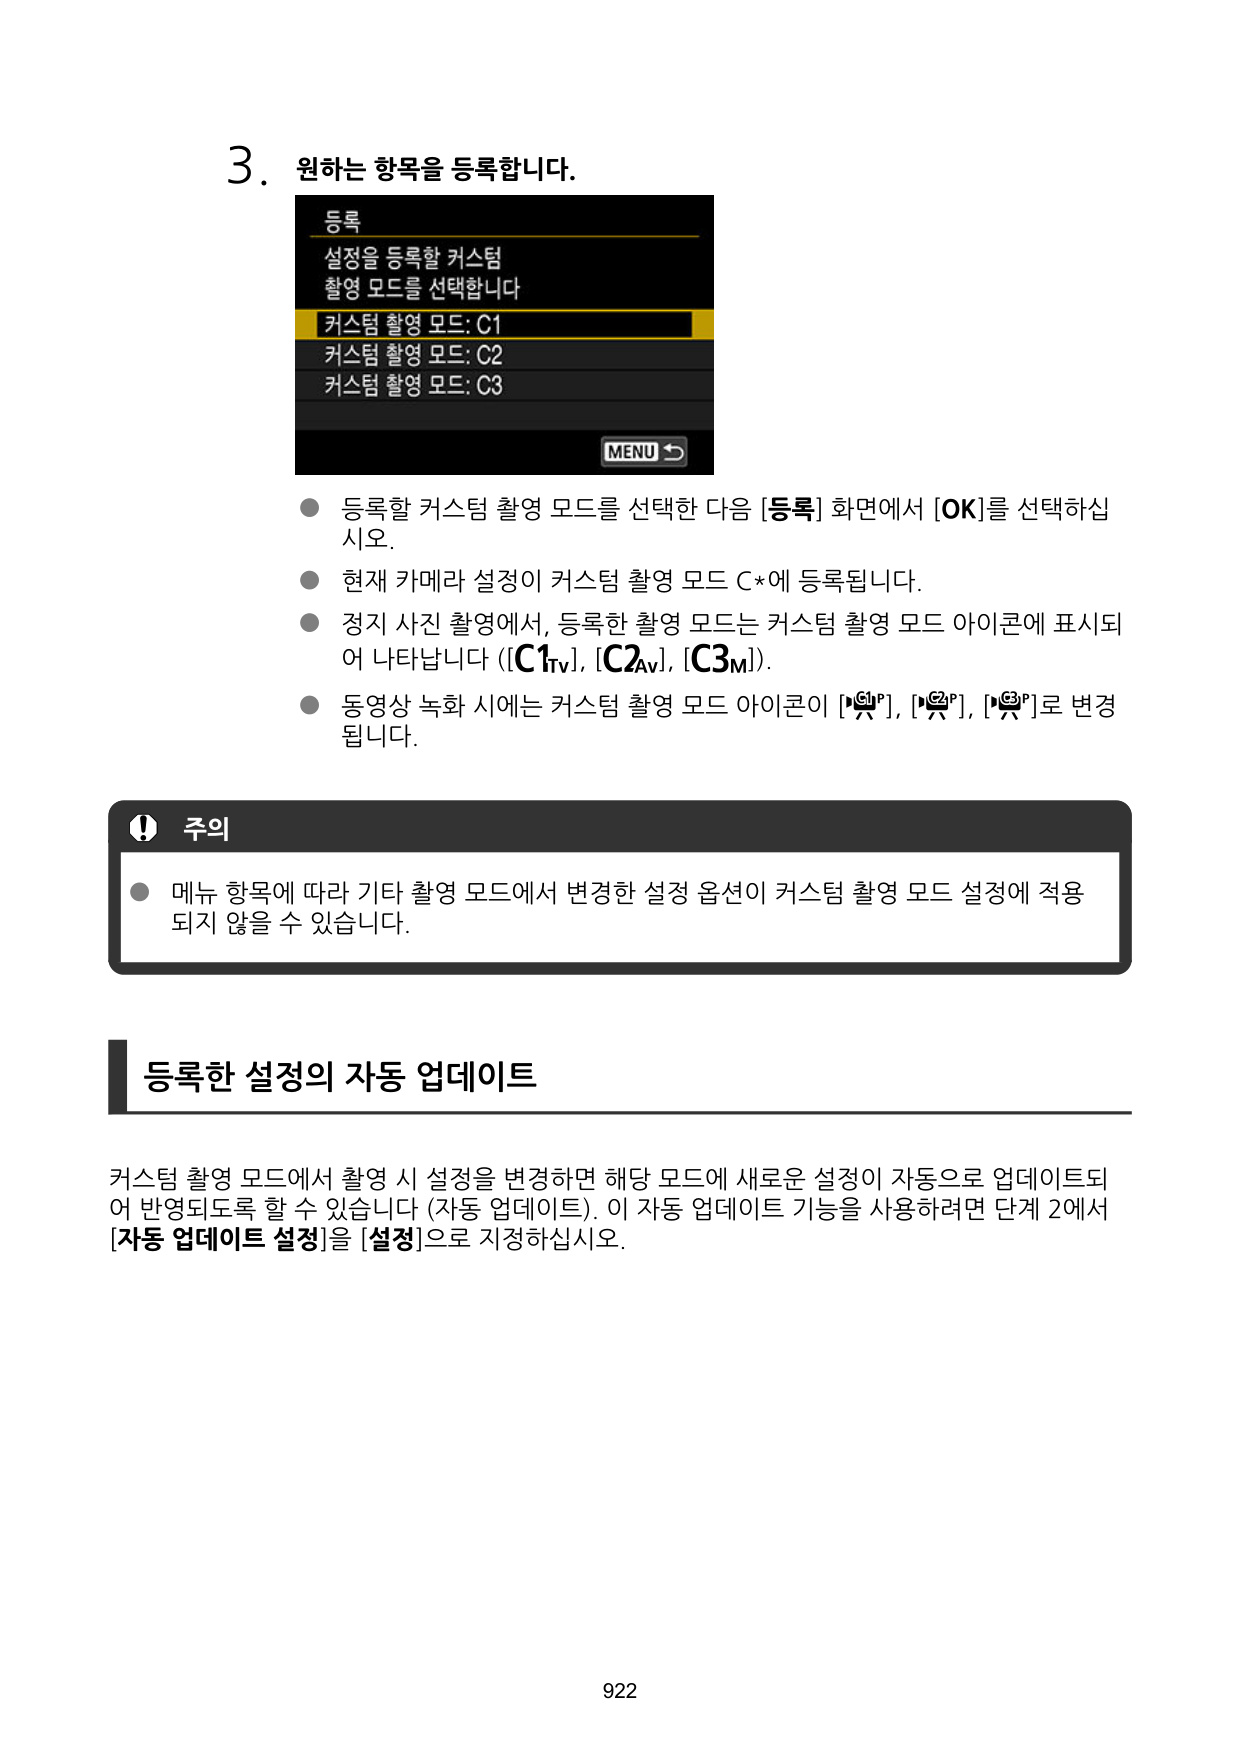 3. 원하는 항목을 등록합니다.
등록
설정을 등록할 커스텀
촬영 모드를 선택합니다
커스텀 촬영 모드: C1
커스텀 촬영 모드: C2
커스텀 촬영 모드: C3
MENU
● 등록할 커스텀 촬영 모드를 선택한 다음 [등록] 화면에서 [OK]를 선택하십
시오.
● 현재 카메라 설정이 커스텀 촬영 모드 C*에 등록됩니다.
● 정지 사진 촬영에서, 등록한 촬영 모드는 커스텀 촬영 모드 아이콘에 표시되
어 나타납니다 ([C1Tv], [C2Av], [C3M]).
● 동영상 녹화 시에는 커스텀 촬영 모드 아이콘이 [C1P], [C2P], [C3P]로 변경
됩니다.
주의
● 메뉴 항목에 따라 기타 촬영 모드에서 변경한 설정 옵션이 커스텀 촬영 모드 설정에 적용
되지 않을 수 있습니다.
등록한 설정의 자동 업데이트
커스텀 촬영 모드에서 촬영 시 설정을 변경하면 해당 모드에 새로운 설정이 자동으로 업데이트되
어 반영되도록 할 수 있습니다 (자동 업데이트). 이 자동 업데이트 기능을 사용하려면 단계 2에서
[자동 업데이트 설정]을 [설정]으로 지정하십시오.
922